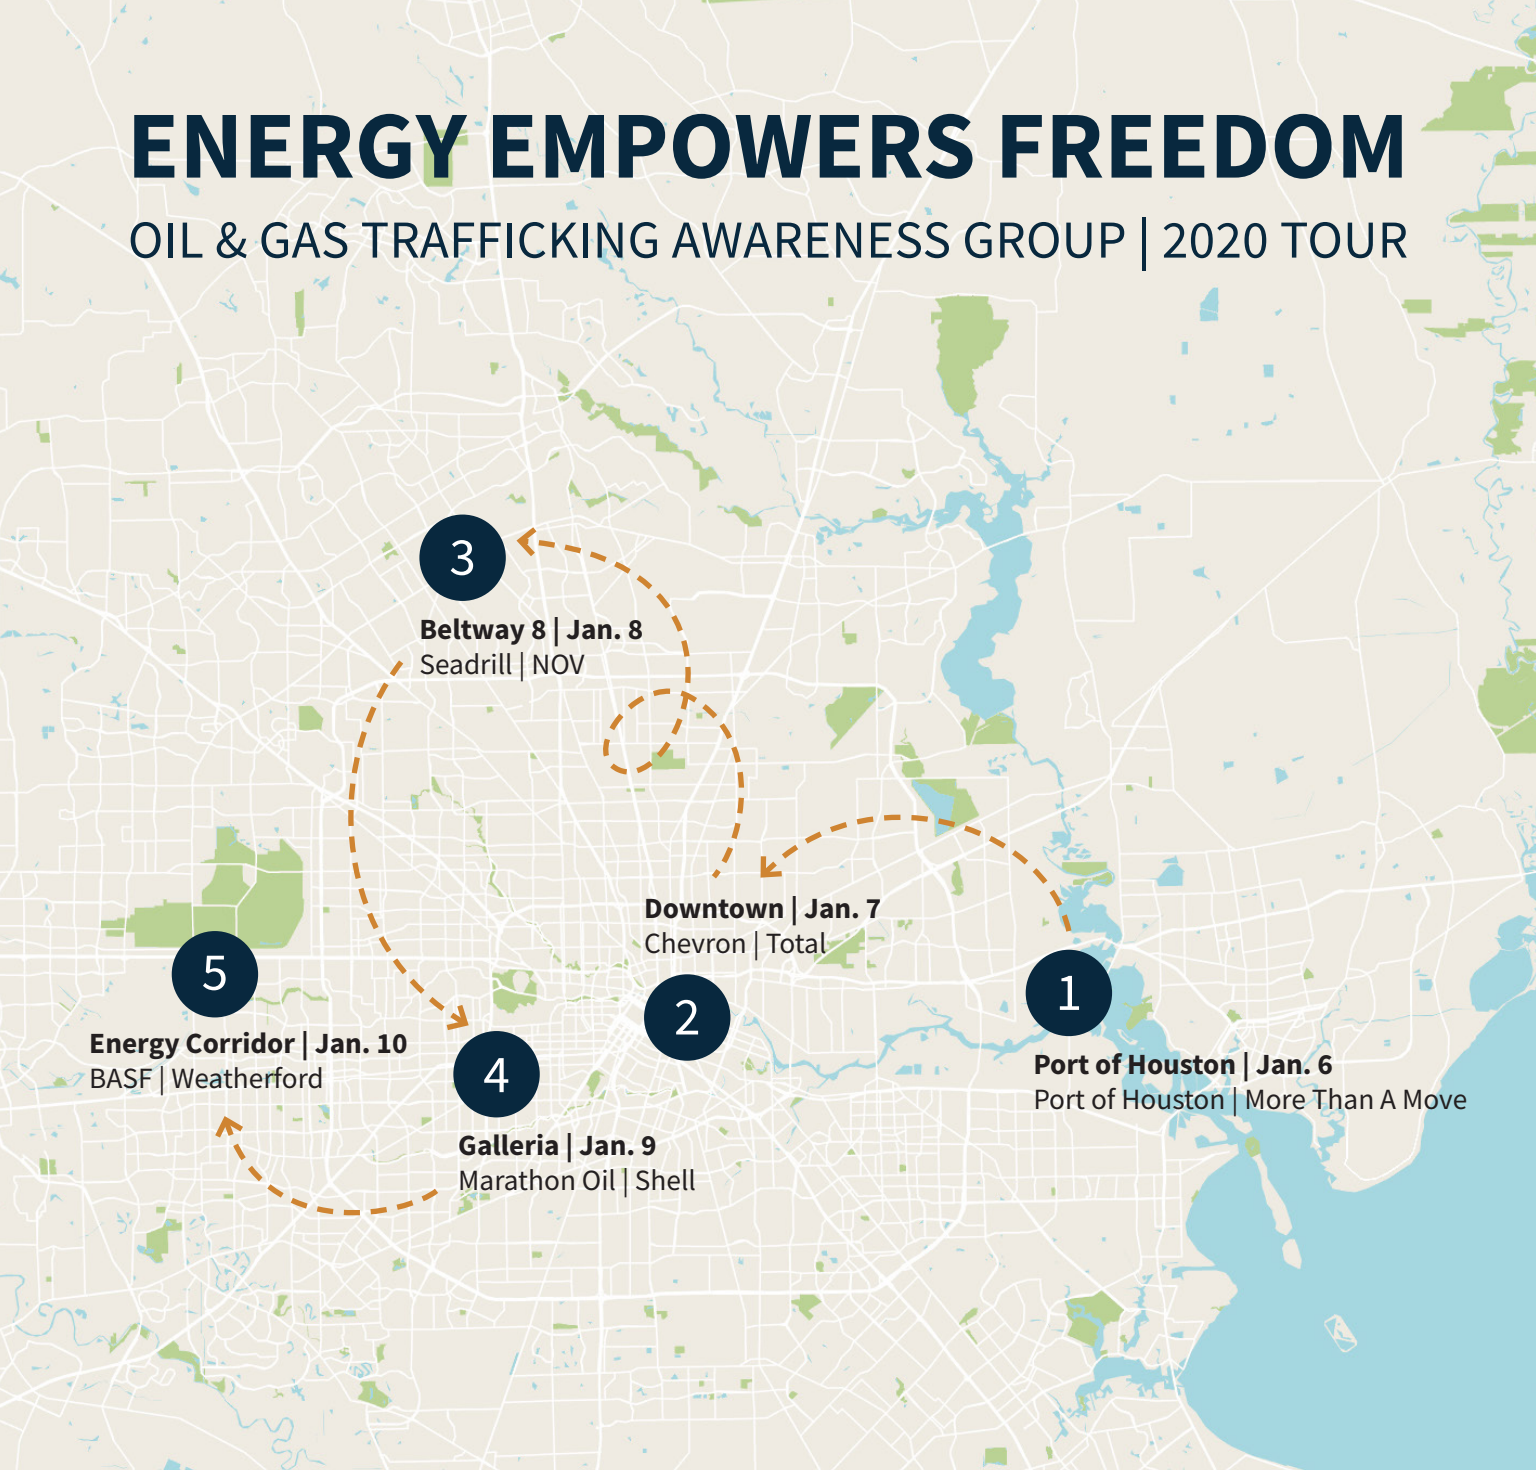 ENERGY EMPOWERS FREEDOM
OIL & GAS TRAFFICKING AWARENESS GROUP | 2020 TOUR
3
Beltway 8 | Jan. 8
Seadrill | NOV
Downtown | Jan. 7
Chevron | Total
2
1
Port of Houston | Jan. 6
Port of Houston | More Than A Move
5
Energy Corridor | Jan. 10
BASF | Weatherford
4
Galleria | Jan. 9
Marathon Oil | Shell